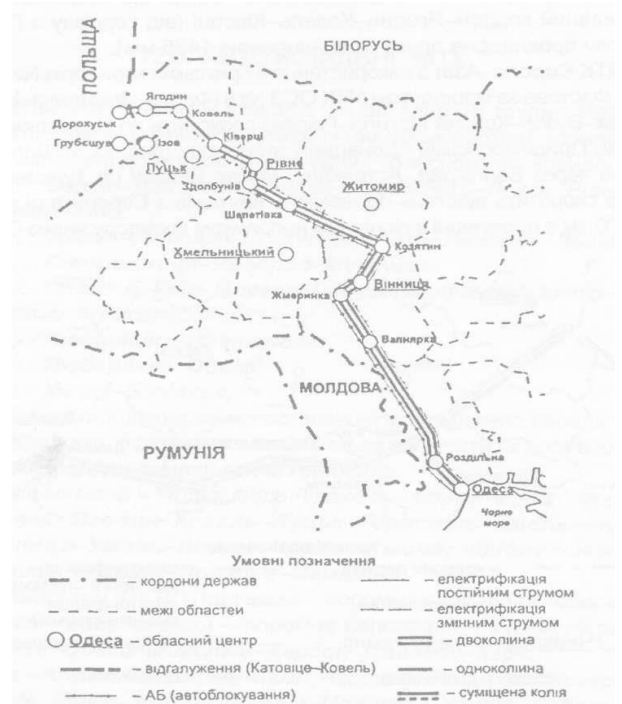 ПОЛЬЩА
БІЛОРУСЬ
Ягодин
Ковель
Дорохуськ
Грубешув
Ізов
Ківерці
Луцьк
Рівне
Здолбунів
Житомир
Шепетівка
Хмельницький
Козятин
Вінниця
Жмеринка
Вапнярка
МОЛДОВА
РУМУНІЯ
Роздільна
Одеса
Чорне
море
Умовні позначення
– кордони держав
– межі областей
Одеса – обласний центр
– відгалуження (Катовіце–Ковель)
– АБ (автоблокування)
– електрифікація
постійним струмом
– електрифікація
змінним струмом
– двоколина
– одноколина
– суміщена колія